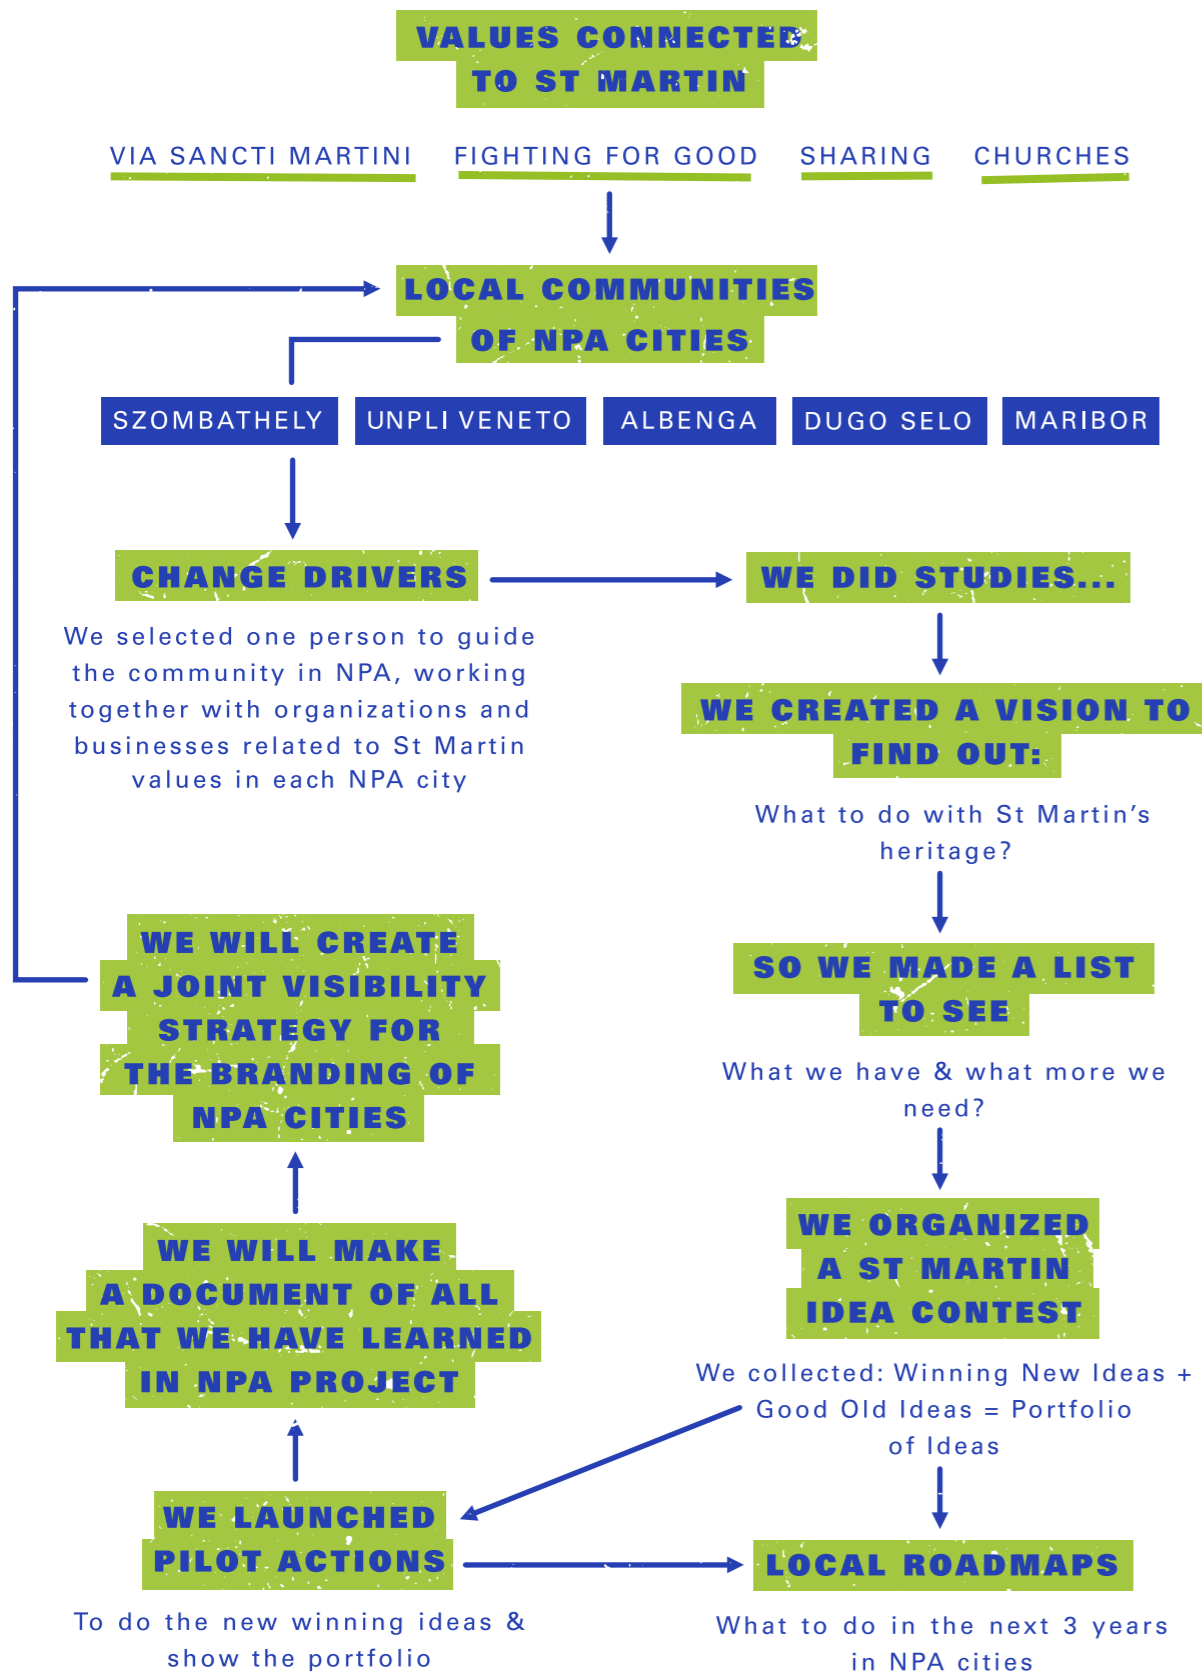 VALUES CONNECTED
TO ST MARTIN
VIA SANCTI MARTINI
FIGHTING FOR GOOD
SHARING
CHURCHES
LOCAL COMMUNITIES
OF NPA CITIES
SZOMBATHELY
UNPLI VENETO
ALBENGA
DUGO SELO
MARIBOR
CHANGE DRIVERS
We selected one person to guide
the community in NPA, working
together with organizations and
businesses related to St Martin
values in each NPA city
WE DID STUDIES...
WE CREATED A VISION TO
FIND OUT:
What to do with St Martin’s
heritage?
SO WE MADE A LIST
TO SEE
What we have & what more we
need?
WE ORGANIZED
A ST MARTIN
IDEA CONTEST
We collected: Winning New Ideas +
Good Old Ideas = Portfolio
of Ideas
LOCAL ROADMAPS
What to do in the next 3 years
in NPA cities
WE LAUNCHED
PILOT ACTIONS
To do the new winning ideas &
show the portfolio
WE WILL MAKE
A DOCUMENT OF ALL
THAT WE HAVE LEARNED
IN NPA PROJECT
WE WILL CREATE
A JOINT VISIBILITY
STRATEGY FOR
THE BRANDING OF
NPA CITIES